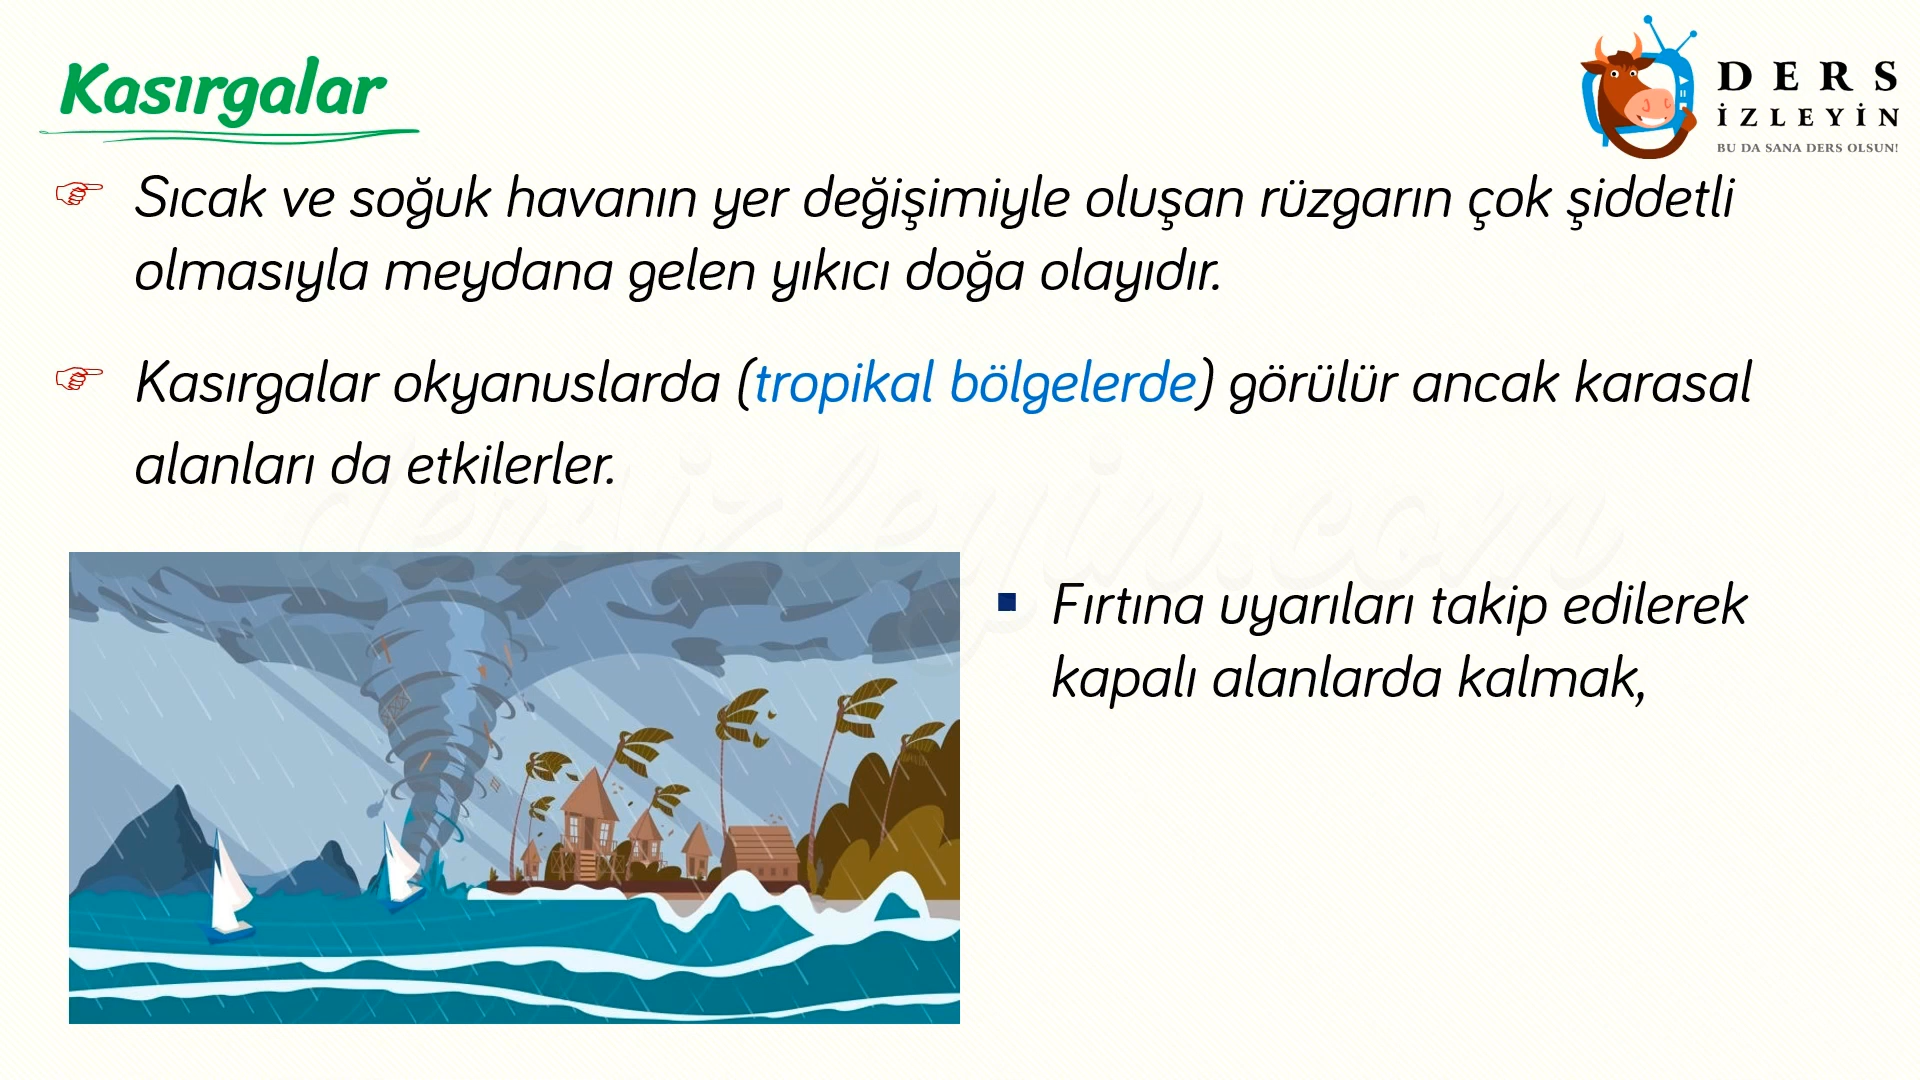 Kasırgalar
DERS
İZLEYİN
BU DA SANA DERS OLSUN!
Sıcak ve soğuk havanın yer değişimiyle oluşan rüzgarın çok şiddetli
olmasıyla meydana gelen yıkıcı doğa olayıdır.
Kasırgalar okyanuslarda (tropikal bölgelerde) görülür ancak karasal
alanları da etkilerler.
dersizleyin.com
Fırtına uyarıları takip edilerek
kapalı alanlarda kalmak,